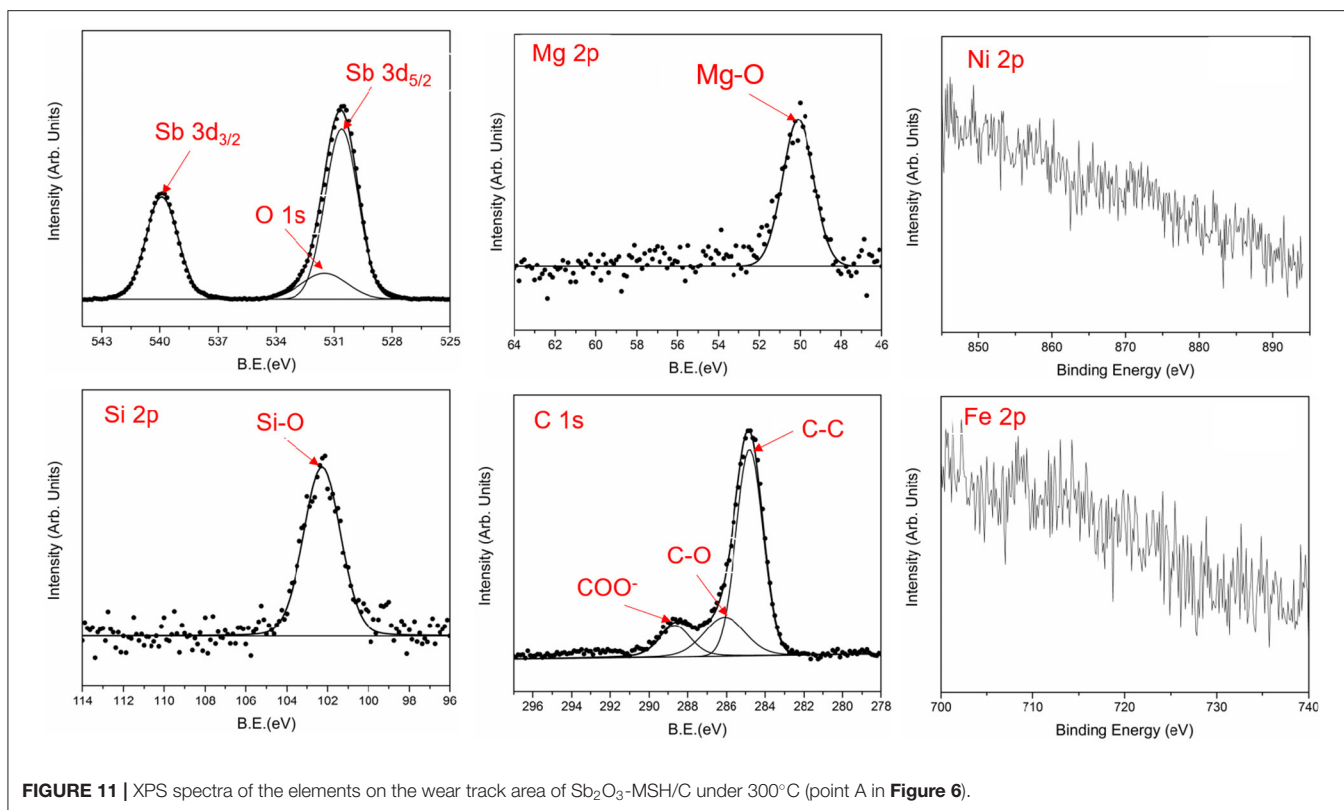 Sb 3d5/2
Sb 3d3/2
O 1s
Intensity (Arb. Units)
543 540 537 534 531 528 525
B.E.(eV)
Mg 2p
Mg-O
Intensity (Arb. Units)
64 62 60 58 56 54 52 50 48 46
B.E.(eV)
Ni 2p
Intensity (Arb. Units)
850 860 870 880 890
Binding Energy (eV)
Si 2p
Si-O
Intensity (Arb. Units)
114 112 110 108 106 104 102 100 98 96
B.E.(eV)
C 1s
C-C
C-O
COO-
Intensity (Arb. Units)
296 294 292 290 288 286 284 282 280 278
B.E.(eV)
Fe 2p
Intensity (Arb. Units)
700 710 720 730 740
Binding Energy (eV)
FIGURE 11 | XPS spectra of the elements on the wear track area of Sb2O3-MSH/C under 300°C (point A in Figure 6).